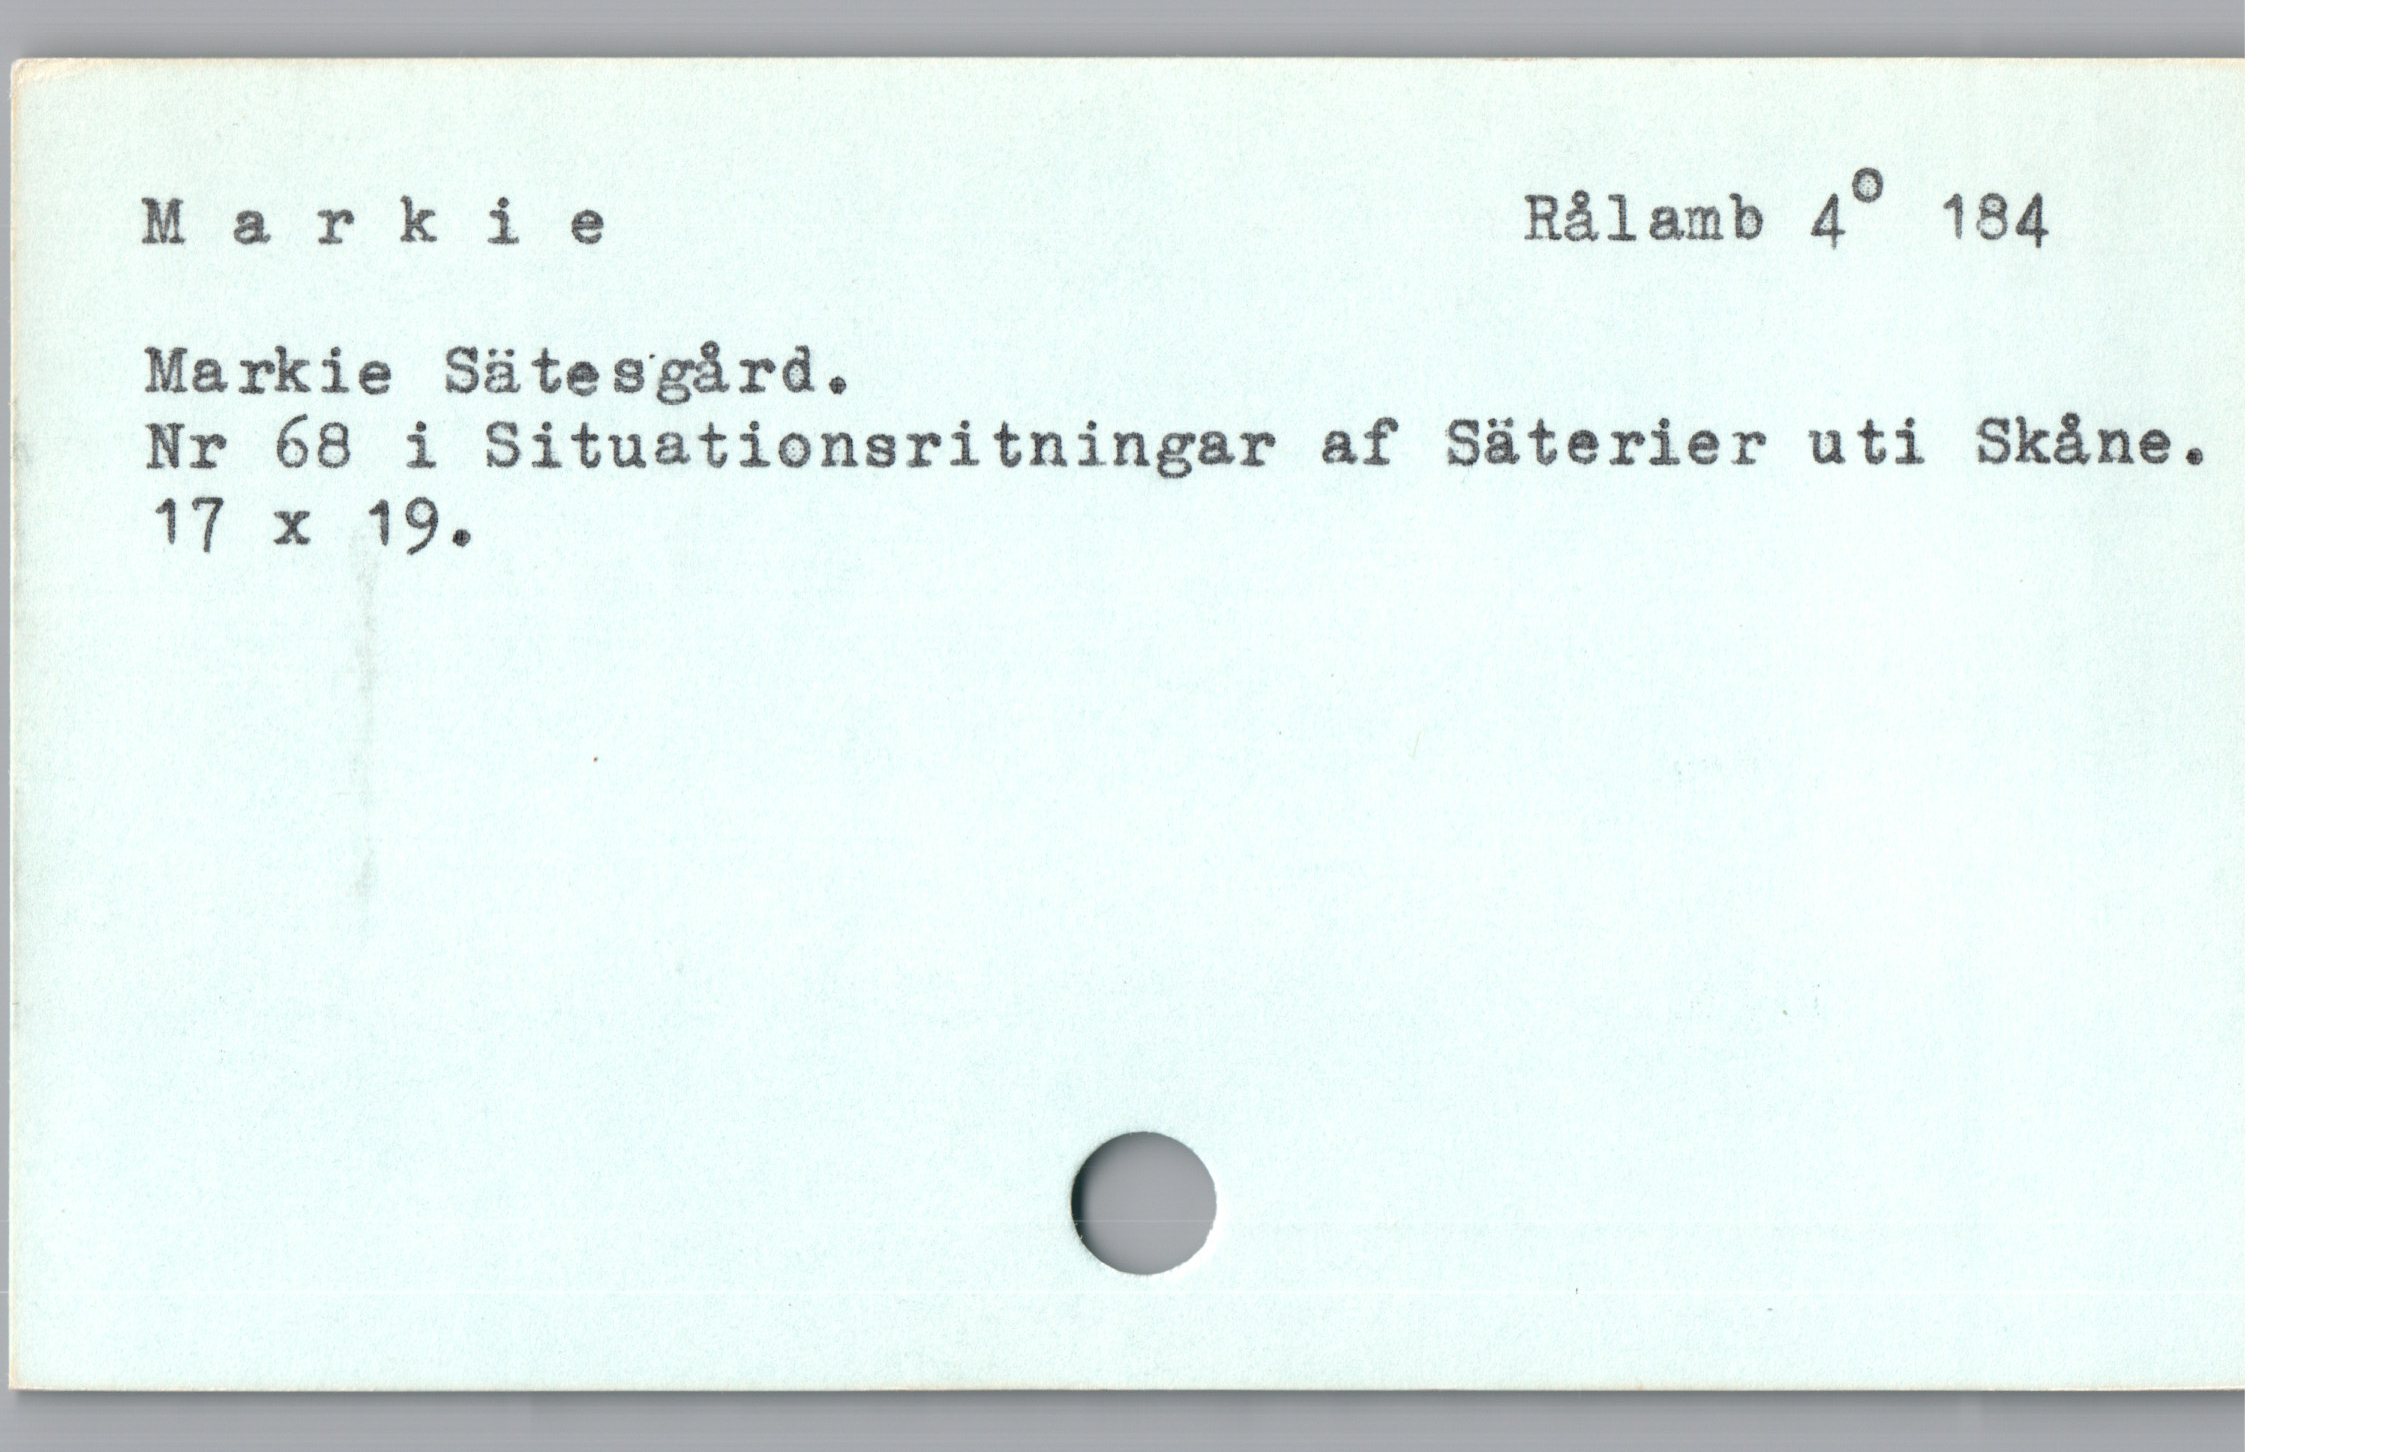 M a r k i e Rålamb 4° 184
Markie Sätesgård.
Nr 68 i Situationsritningar af Säterier uti Skåne.
17 x 19.